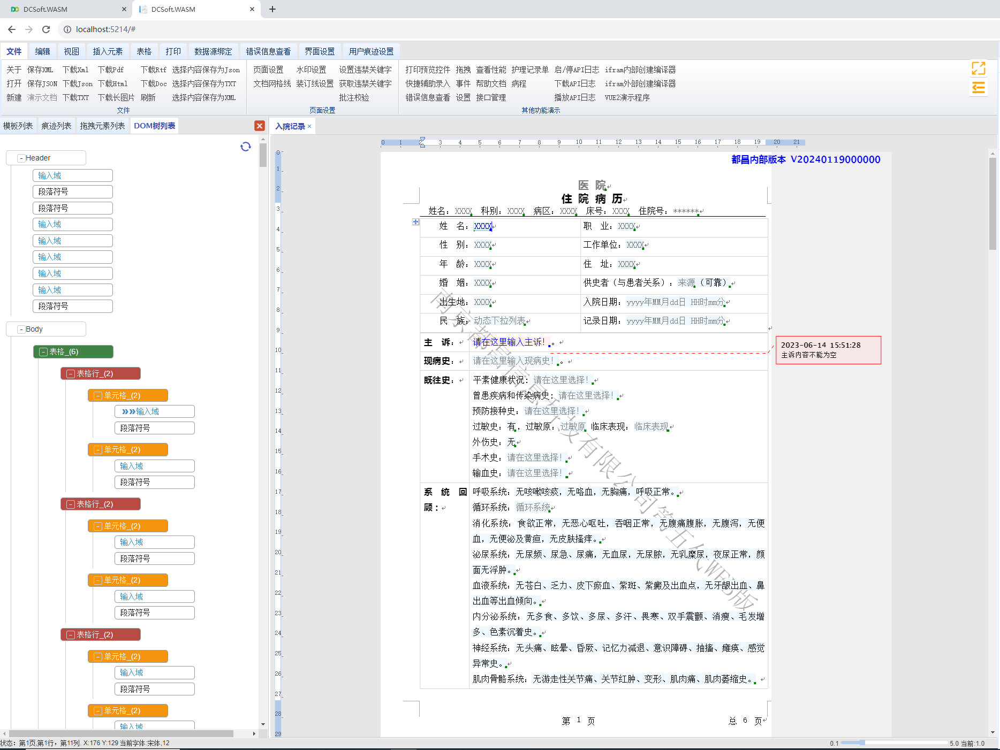 DCSoft.WASM
DCSoft.WASM
localhost:5214/#
文件 编辑 视图 插入元素 表格 打印 数据源绑定 错误信息查看 界面设置 用户痕迹设置
关于 保存XML 下载Xml 下载Pdf 下载Rtf 选择内容保存为Json
打开 保存JSON 下载Json 下载Html 下载Doc 选择内容保存为TXT
新建 演示文档 下载TXT 下载长图片 刷新 选择内容保存为XML
文件
页面设置 水印设置 设置违禁关键字
文档网格线 装订线设置 获取违禁关键字
批注校验
页面设置
打印预览控件 拖拽 查看性能 护理记录单 启/停API日志 ifram内部创建编译器
快捷辅助录入 事件 帮助文档 病程 下载API日志 ifram外部创建编译器
错误信息查看 设置 接口管理 播放API日志 VUE2演示程序
其他功能演示
模板列表 痕迹列表 拖拽元素列表 DOM树列表
Header
输入域
段落符号
段落符号
输入域
输入域
输入域
输入域
输入域
段落符号
Body
表格_(6)
表格行_(2)
单元格_(2)
»»输入域
段落符号
单元格_(2)
输入域
段落符号
表格行_(2)
单元格_(2)
输入域
段落符号
单元格_(2)
输入域
段落符号
表格行_(2)
单元格_(2)
输入域
段落符号
单元格_(2)
输入域
入院记录 ×
0 1 2 3 4 5 6 7 8 9 10 11 12 13 14 15 16 17 18 19 20 21
0
1
2
3
4
5
6
7
8
9
10
11
12
13
14
15
16
17
18
19
20
21
22
23
24
25
26
27
28
29
都昌内部版本 V20240119000000
医 院
住 院 病 历
姓名：XXXX 科别：XXXX 病区：XXXX 床号：XXXX 住院号：******
姓 名：XXXX 职 业：XXXX
性 别：XXXX 工作单位：XXXX
年 龄：XXXX 住 址：XXXX
婚 姻：XXXX 供史者（与患者关系）：来源（可靠）
出生地：XXXX 入院日期：yyyy年MM月dd日 HH时mm分
民 族：动态下拉列表 记录日期：yyyy年MM月dd日 HH时mm分
主 诉： 请在这里输入主诉！。
2023-06-14 15:51:28
主诉内容不能为空
现病史： 请在这里输入现病史！。
既往史： 平素健康状况：请在这里选择！
曾患疾病和传染病史：请在这里选择！
预防接种史：请在这里选择！
过敏史：有，过敏原：过敏原 临床表现：临床表现
外伤史：无
手术史：请在这里选择！
输血史：请在这里选择！
系 统 回 顾： 呼吸系统：无咳嗽咳痰，无咯血，无胸痛，呼吸正常。
循环系统：循环系统
消化系统：食欲正常，无恶心呕吐，吞咽正常，无腹痛腹胀，无腹泻，无便
血，无便泌及黄疸，无皮肤搔痒。
泌尿系统：无尿频、尿急、尿痛，无血尿，无尿脓，无乳糜尿，夜尿正常，颜
面无浮肿。
血液系统：无苍白、乏力、皮下瘀血、紫斑、紫癜及出血点，无牙龈出血、鼻
出血等出血倾向。
内分泌系统：无多食、多饮、多尿、多汗、畏寒、双手震颤、消瘦、毛发增
多、色素沉着史。
神经系统：无头痛、眩晕、昏厥、记忆力减退、意识障碍、抽搐、瘫痪、感觉
异常史。
肌肉骨骼系统：无游走性关节痛、关节红肿、变形、肌肉痛、肌肉萎缩史。
南京都昌信息科技有限公司第五代WEB版
第 1 页 总 6 页
状态：第1页,第1行，第11列. X:176 Y:129 当前字体:宋体,12
0.1 5.0 当前:1.0